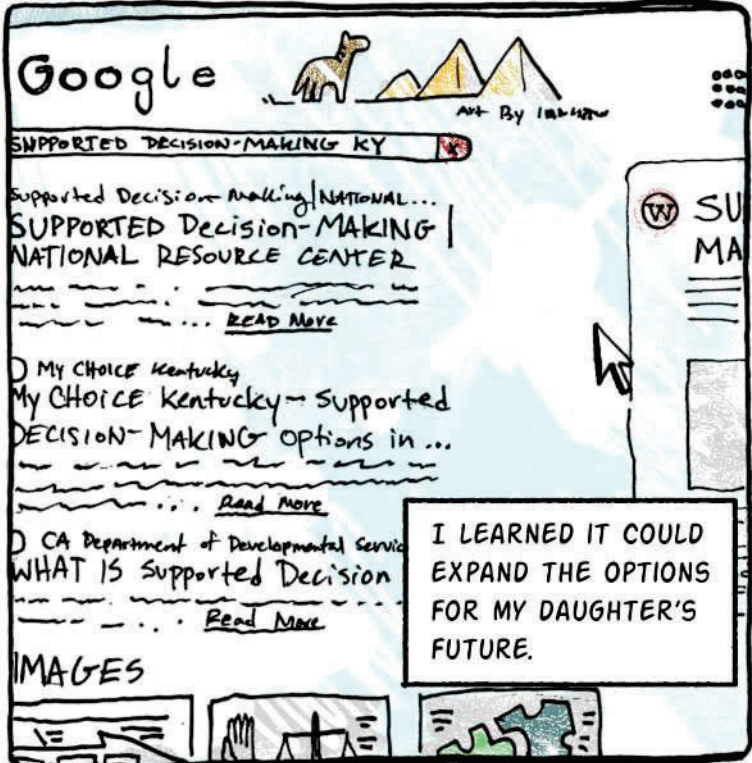 Google
Art By
SUPPORTED DECISION-MAKING KY
Supported Decision-Making|NATIONAL...
SUPPORTED Decision-MAKING|
NATIONAL RESOURCE CENTER
... READ More
W SU
MA
My CHOICE Kentucky
My CHOICE Kentucky- Supported
DECISION-MAKING options in ...
... Read More
CA Department of Developmental Servic
WHAT IS Supported Decision
... Read More
I LEARNED IT COULD
EXPAND THE OPTIONS
FOR MY DAUGHTER'S
FUTURE.
IMAGES